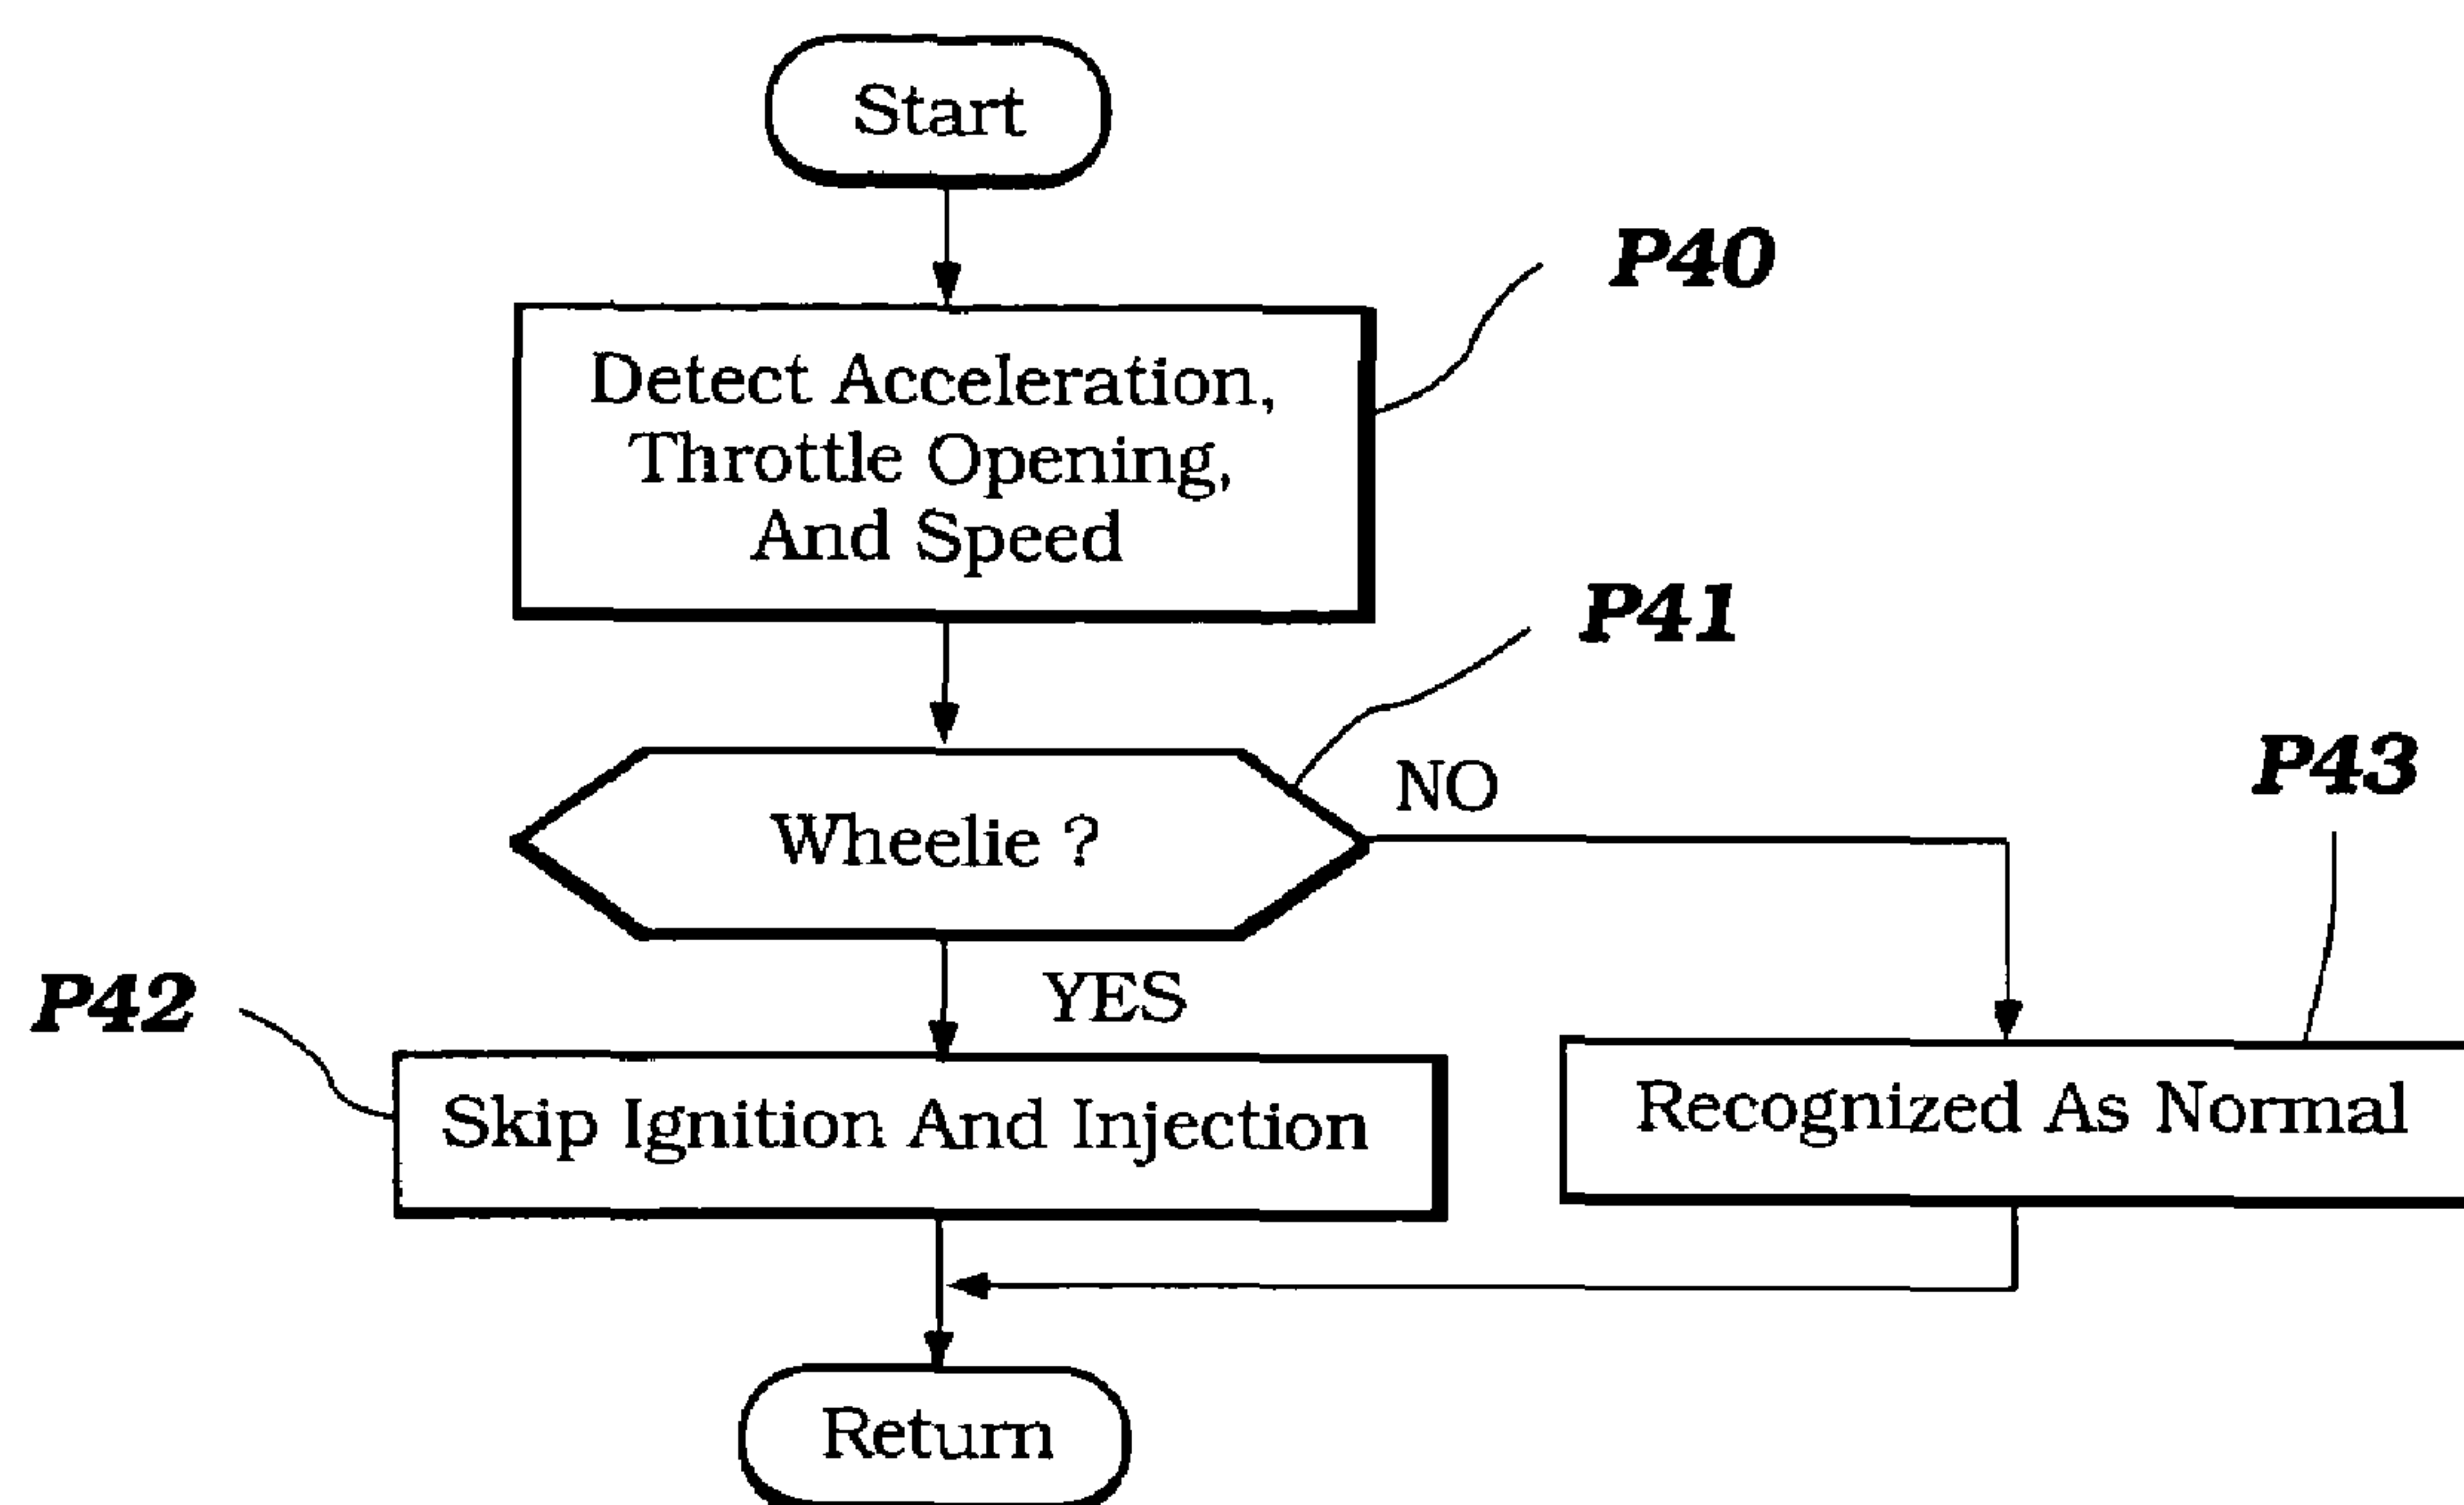 Start
P40
Detect Acceleration,
Throttle Opening,
And Speed
P41
Wheelie ?
NO
P43
YES
P42
Skip Ignition And Injection
Recognized As Normal
Return